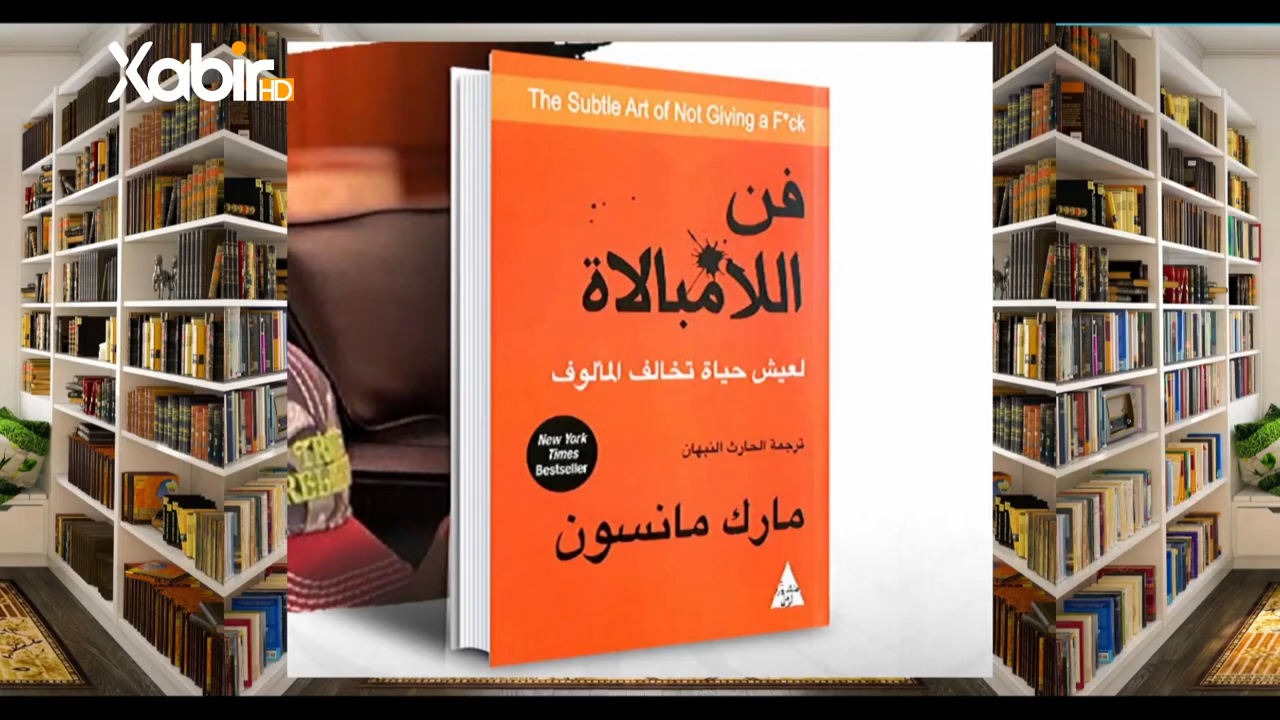 Xabir HD
The Subtle Art of Not Giving a F*ck
فن
اللامبالاة
لعيش حياة تخالف المألوف
ترجمة الحارث النبهان
New York
Times
Bestseller
مارك مانسون